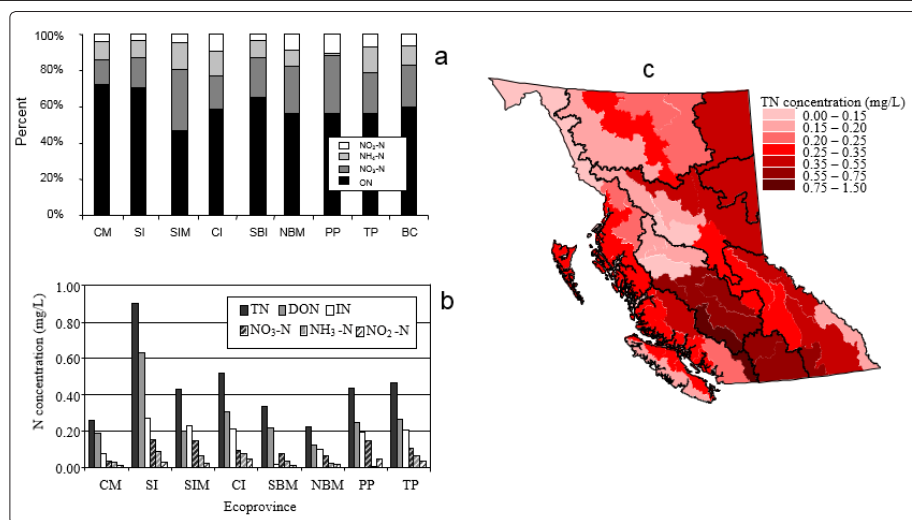 a
100%
80%
60%
40%
20%
0%
Percent
NO₂-N
NH₃-N
NO₃-N
ON
CM SI SIM CI SBI NBM PP TP BC
b
1.00
0.80
0.60
0.40
0.20
0.00
N concentration (mg/L)
TN DON IN
NO₃-N NH₃-N NO₂-N
CM SI SIM CI SBM NBM PP TP
Ecoprovince
c
TN concentration (mg/L)
0.00 – 0.15
0.15 – 0.20
0.20 – 0.25
0.25 – 0.35
0.35 – 0.55
0.55 – 0.75
0.75 – 1.50